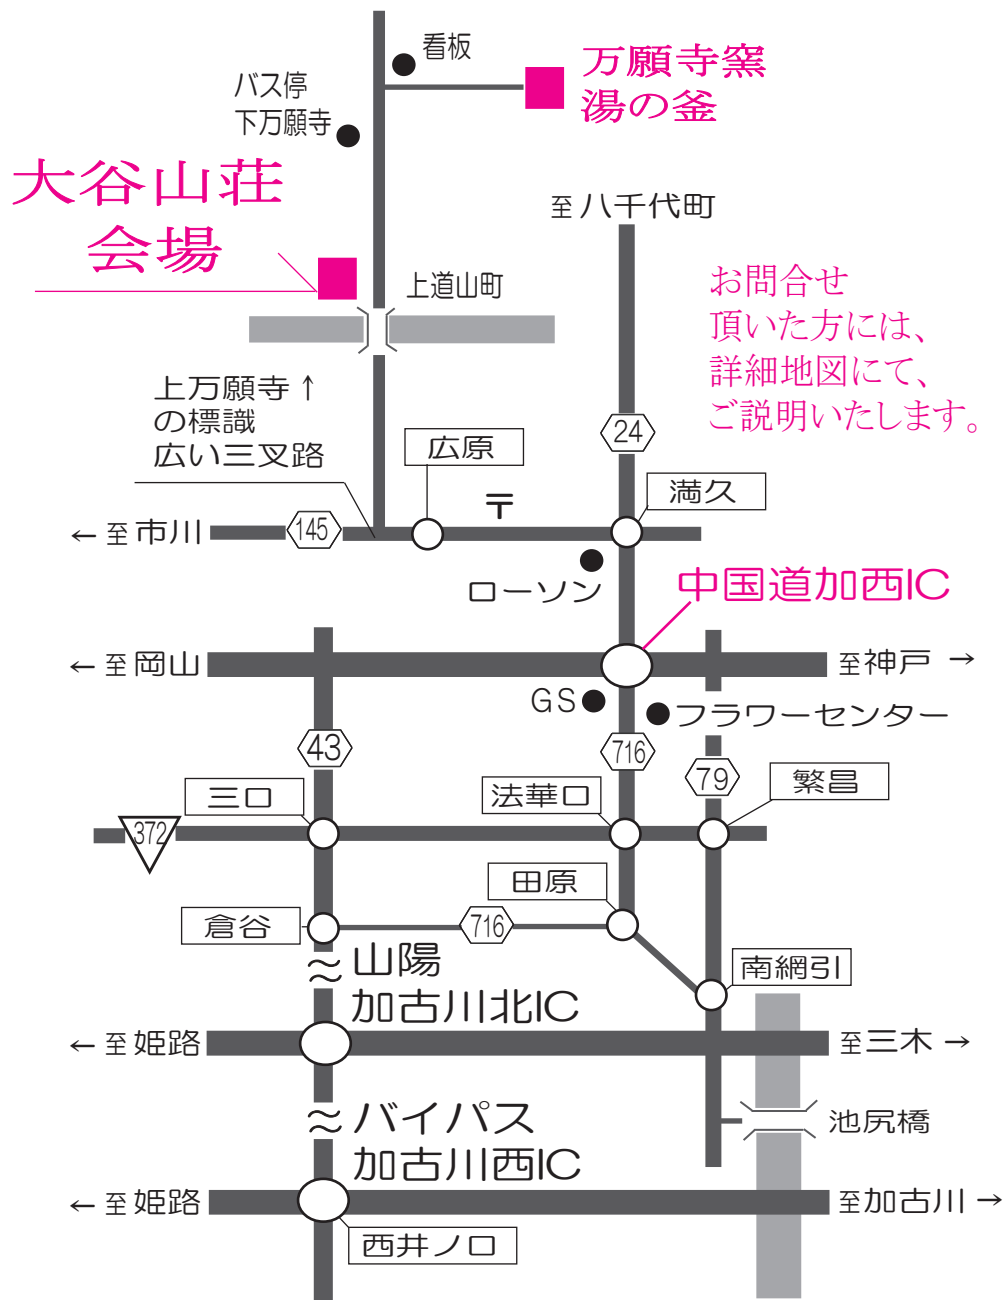 看板
万願寺窯
湯の釜
バス停
下万願寺
大谷山荘
会場
至八千代町
上道山町
お問合せ
頂いた方には、
詳細地図にて、
ご説明いたします。
上万願寺↑
の標識
広い三叉路
24
広原
満久
〒
←至市川
145
ローソン
中国道加西IC
←至岡山
至神戸→
GS
フラワーセンター
43
716
79
三口
法華口
繁昌
372
田原
倉谷
716
山陽
加古川北IC
南網引
←至姫路
至三木→
バイパス
加古川西IC
池尻橋
←至姫路
至加古川→
西井ノ口